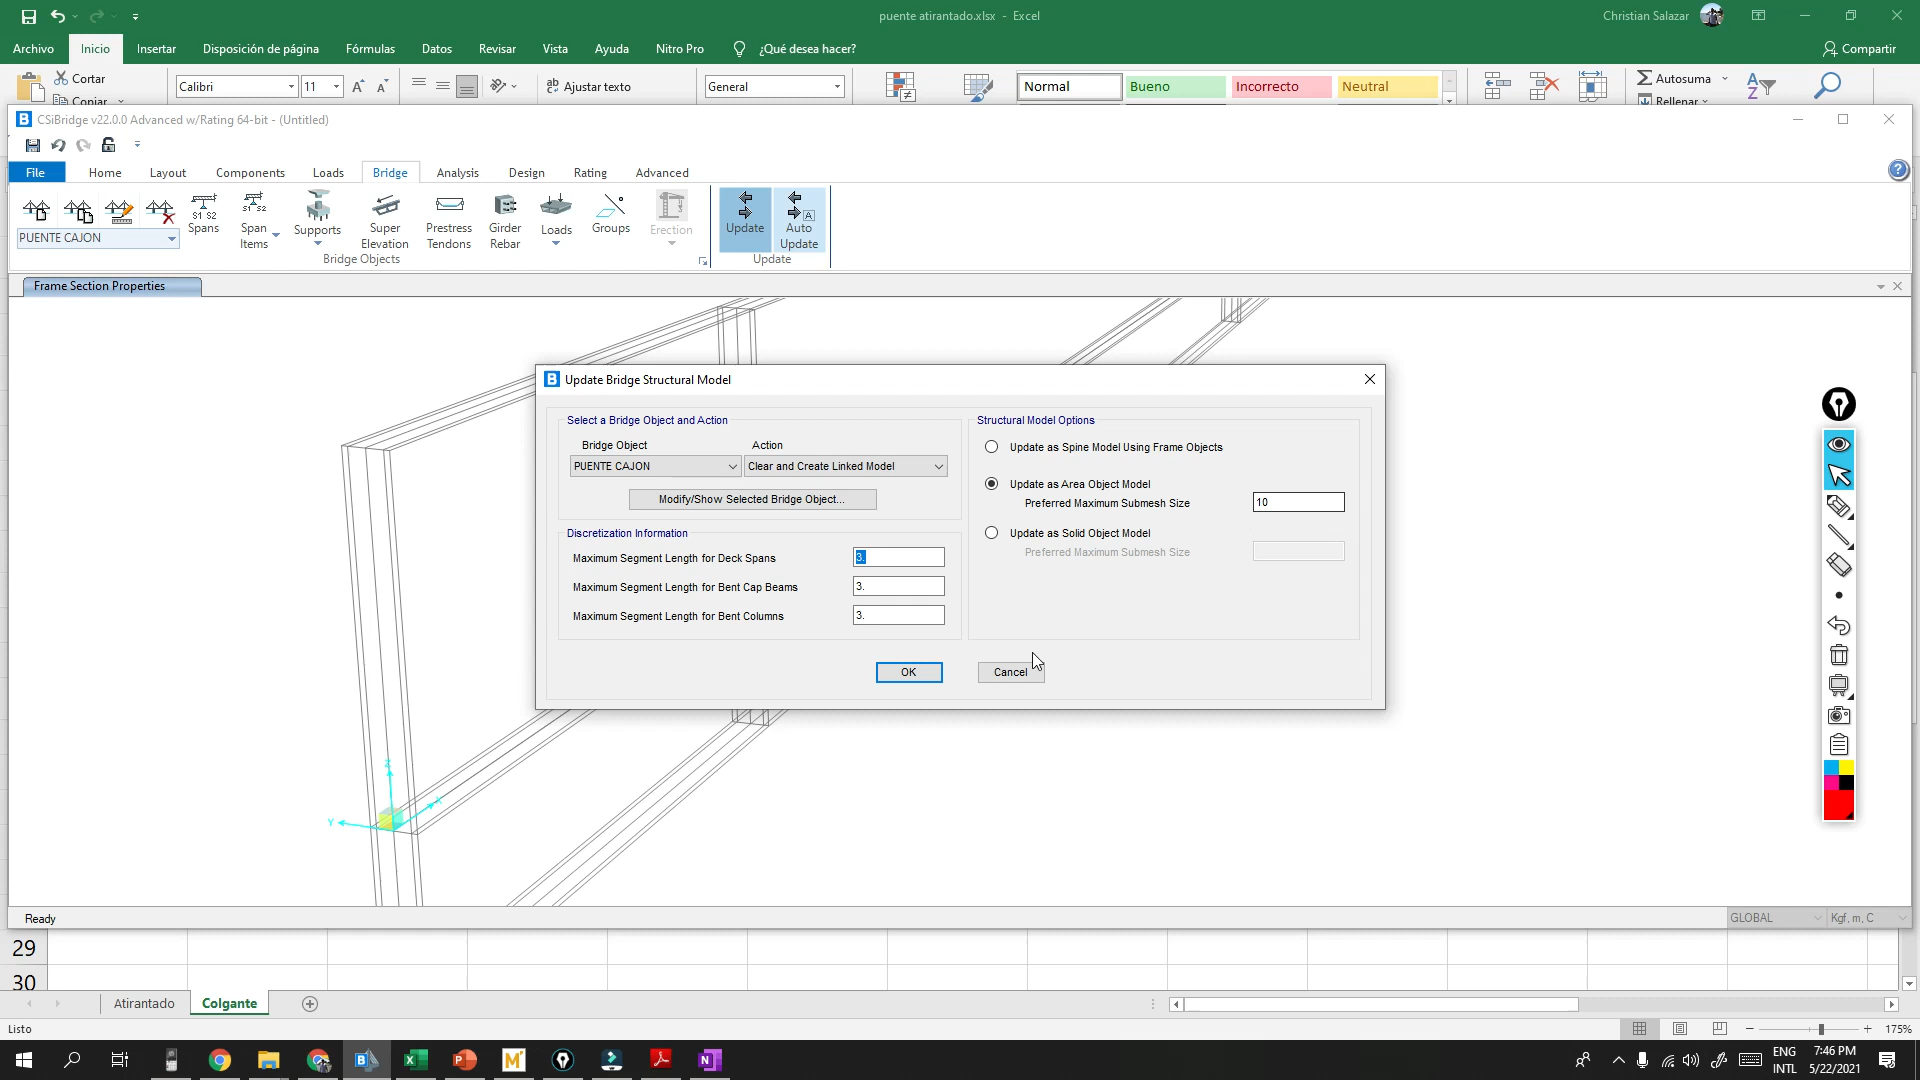 puente atirantado.xlsx - Excel
Christian Salazar
Archivo
Inicio
Insertar
Disposición de página
Fórmulas
Datos
Revisar
Vista
Ayuda
Nitro Pro
¿Qué desea hacer?
Compartir
Cortar
Copiar
Calibri
11
Ajustar texto
General
Normal
Bueno
Incorrecto
Neutral
Autosuma
Rellenar
CSiBridge v22.0.0 Advanced w/Rating 64-bit - (Untitled)
File
Home
Layout
Components
Loads
Bridge
Analysis
Design
Rating
Advanced
PUENTE CAJON
Spans
Span
Items
Supports
Super
Elevation
Prestress
Tendons
Girder
Rebar
Loads
Groups
Erection
Update
Auto
Update
Bridge Objects
Update
Frame Section Properties
Update Bridge Structural Model
Select a Bridge Object and Action
Bridge Object
Action
PUENTE CAJON
Clear and Create Linked Model
Modify/Show Selected Bridge Object...
Discretization Information
Maximum Segment Length for Deck Spans
3.
Maximum Segment Length for Bent Cap Beams
3.
Maximum Segment Length for Bent Columns
3.
Structural Model Options
Update as Spine Model Using Frame Objects
Update as Area Object Model
Preferred Maximum Submesh Size
10
Update as Solid Object Model
Preferred Maximum Submesh Size
OK
Cancel
Z
X
Y
Ready
GLOBAL
Kgf, m, C
29
30
Atirantado
Colgante
Listo
175%
ENG
INTL
7:46 PM
5/22/2021